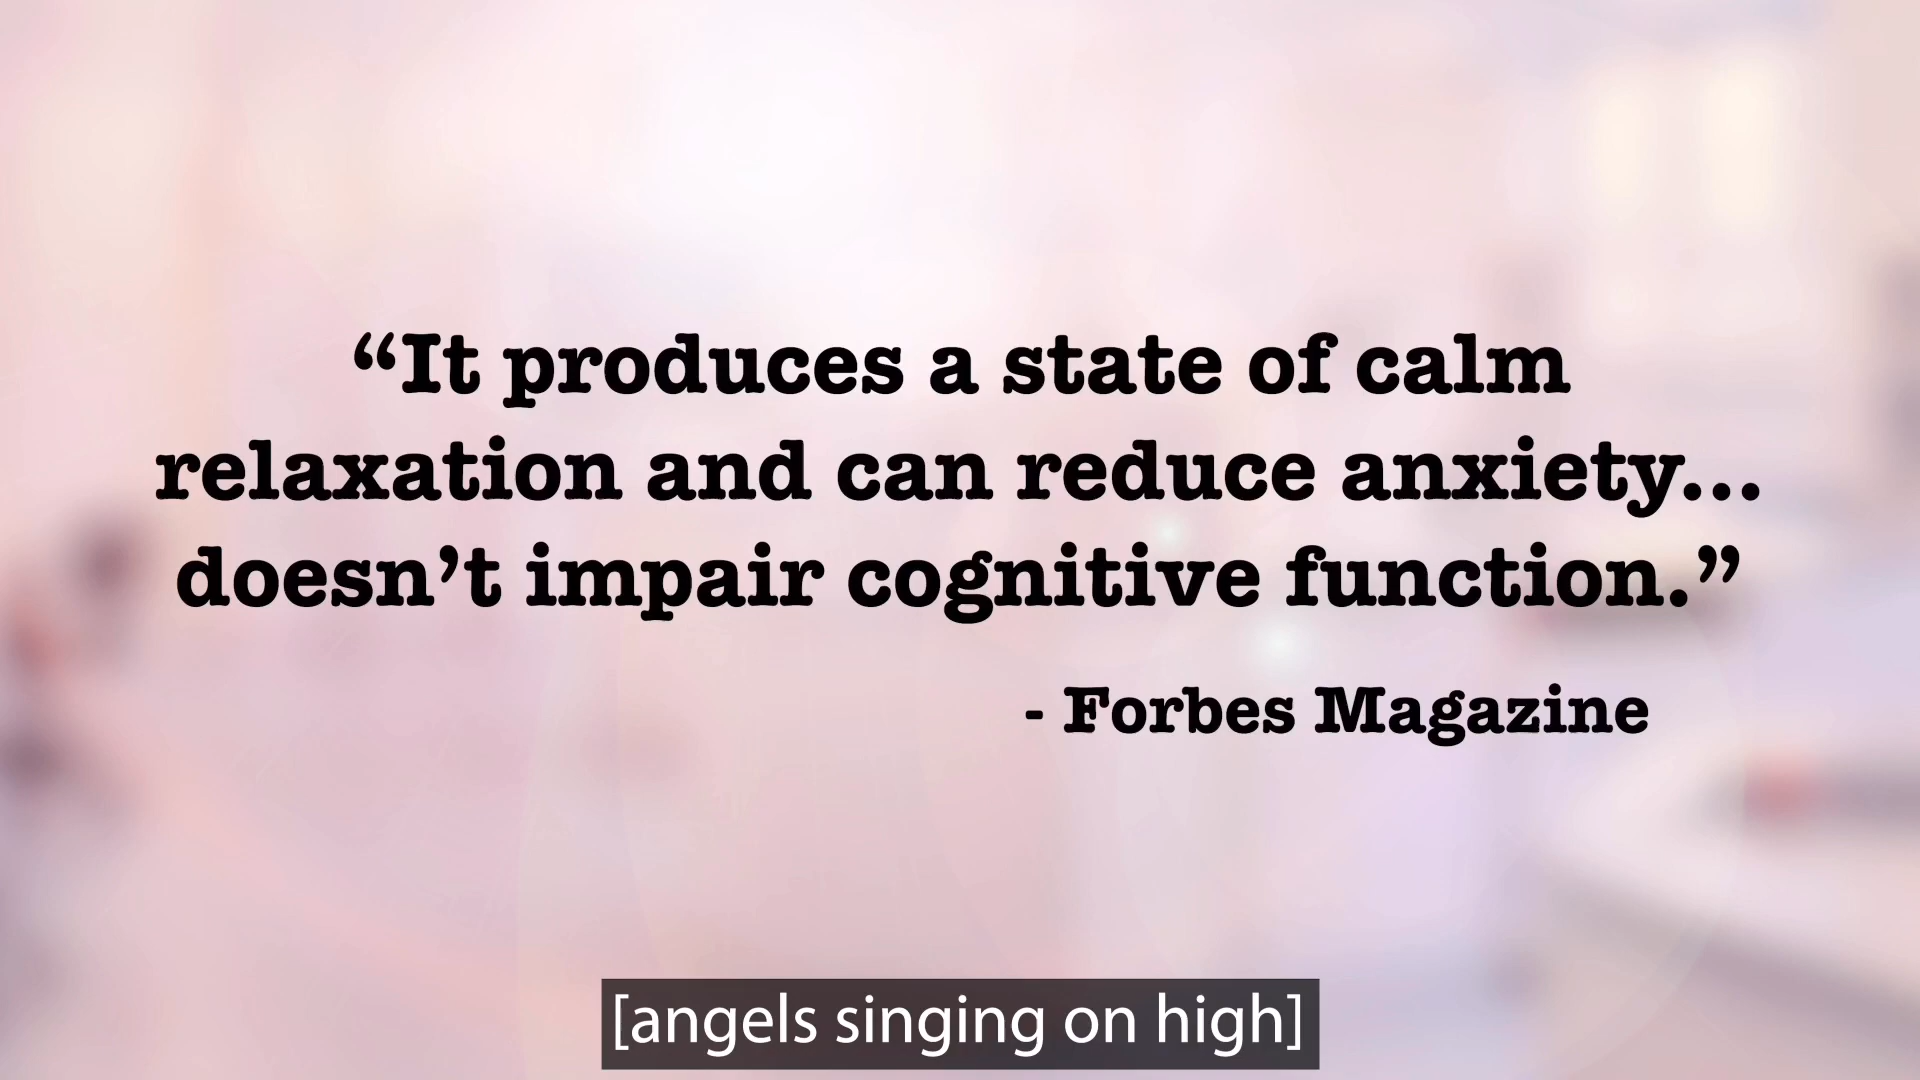 “It produces a state of calm
relaxation and can reduce anxiety...
doesn’t impair cognitive function.”
- Forbes Magazine
[angels singing on high]